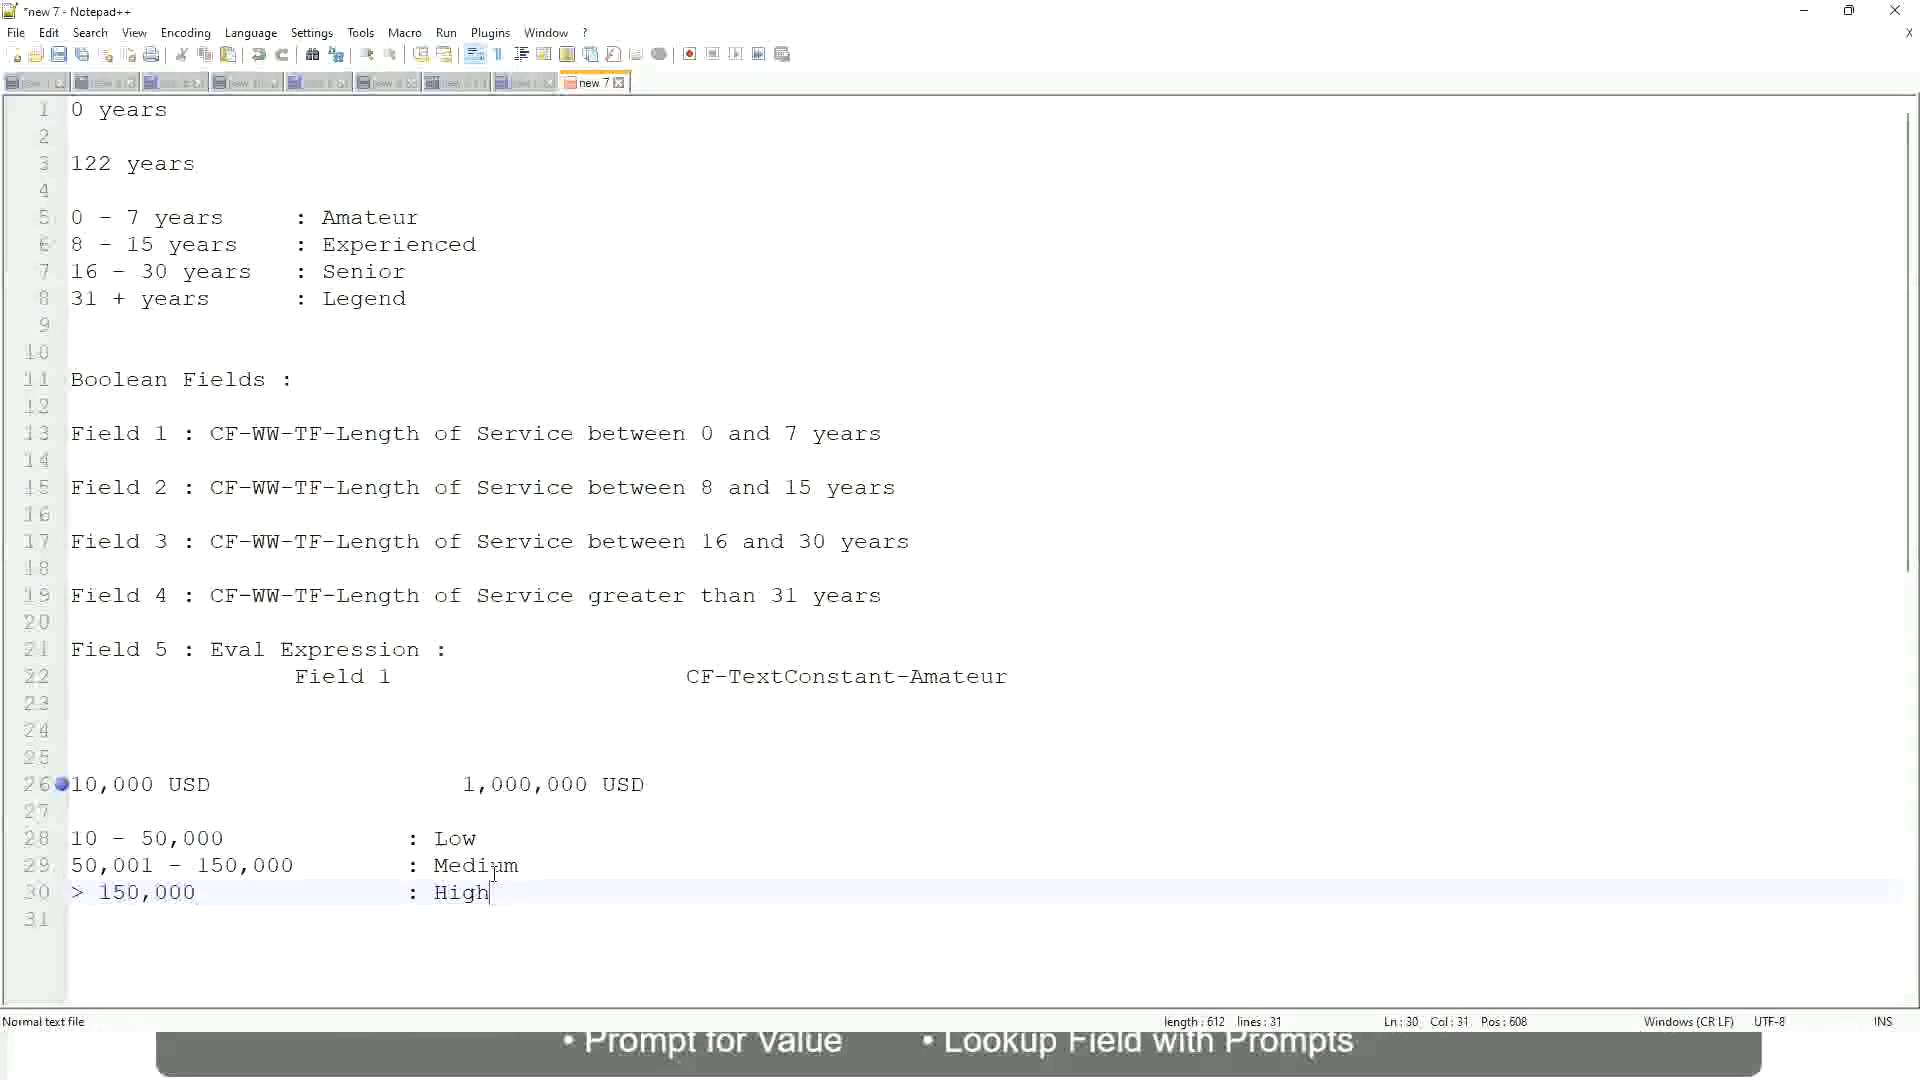 *new 7 - Notepad++
File Edit Search View Encoding Language Settings Tools Macro Run Plugins Window ? X
new 7
1 0 years
2
3 122 years
4
5 0 - 7 years : Amateur
6 8 - 15 years : Experienced
7 16 - 30 years : Senior
8 31 + years : Legend
9
10
11 Boolean Fields :
12
13 Field 1 : CF-WW-TF-Length of Service between 0 and 7 years
14
15 Field 2 : CF-WW-TF-Length of Service between 8 and 15 years
16
17 Field 3 : CF-WW-TF-Length of Service between 16 and 30 years
18
19 Field 4 : CF-WW-TF-Length of Service greater than 31 years
20
21 Field 5 : Eval Expression :
22 Field 1 CF-TextConstant-Amateur
23
24
25
26 10,000 USD 1,000,000 USD
27
28 10 - 50,000 : Low
29 50,001 - 150,000 : Medium
30 > 150,000 : High
31
Normal text file length : 612 lines : 31 Ln : 30 Col : 31 Pos : 608 Windows (CR LF) UTF-8 INS
• Prompt for Value • Lookup Field with Prompts